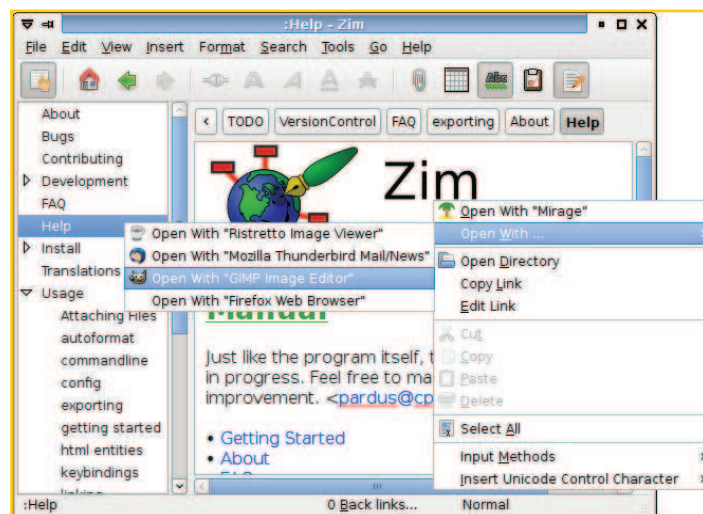 :Help - Zim
File Edit View Insert Format Search Tools Go Help
Abc
About
Bugs
Contributing
Development
FAQ
Help
Install
Translations
Usage
Attaching Files
autoformat
commandline
config
exporting
getting started
html entities
keybindings
TODO VersionControl FAQ exporting About Help
Zim
Open With "Ristretto Image Viewer"
Open With "Mozilla Thunderbird Mail/News"
Open With "GIMP Image Editor"
Open With "Firefox Web Browser"
Open With "Mirage"
Open With ...
Open Directory
Copy Link
Edit Link
Cut
Copy
Paste
Delete
Select All
Input Methods
Insert Unicode Control Character
Manual
Just like the program itself, t
in progress. Feel free to ma
improvement. <pardus@cp
• Getting Started
• About
:Help 0 Back links... Normal